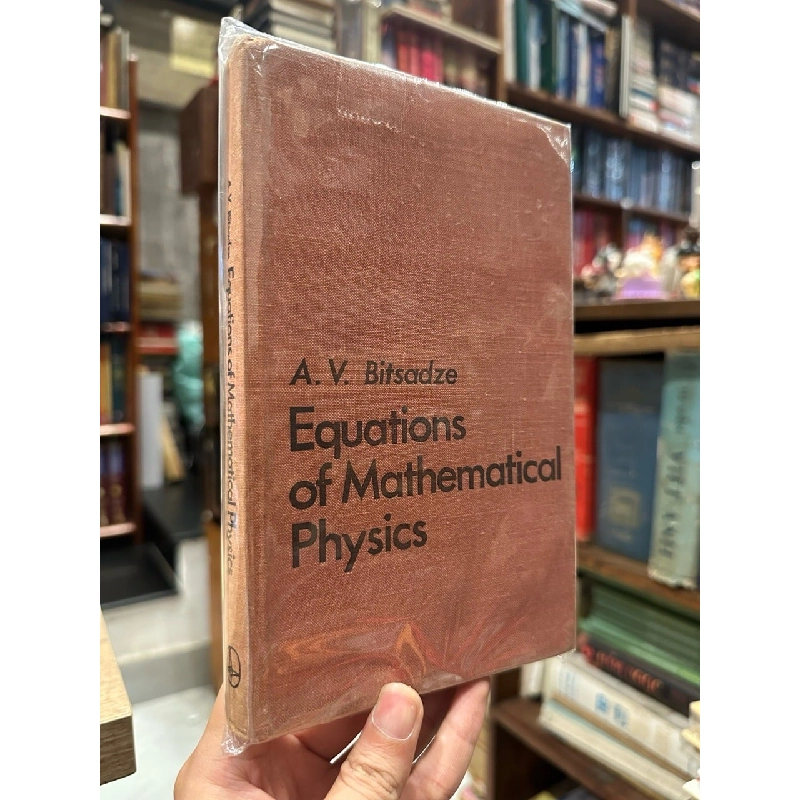 A. V. Bitsadze
Equations
of Mathematical
Physics
A. V. Bitsadze Equations of Mathematical Physics